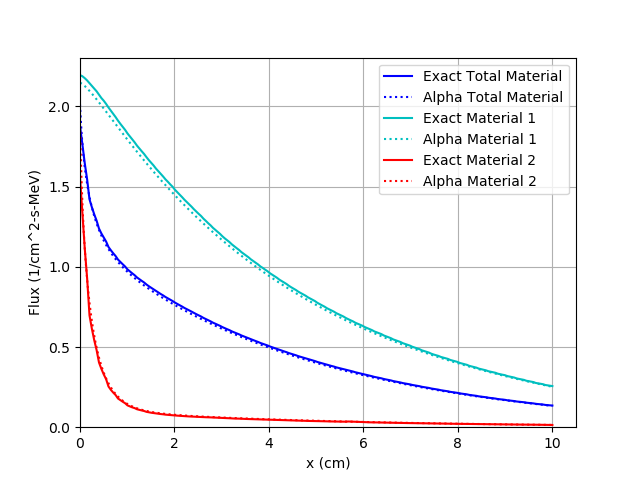 Exact Total Material
Alpha Total Material
Exact Material 1
Alpha Material 1
Exact Material 2
Alpha Material 2
Flux (1/cm^2-s-MeV)
2.0
1.5
1.0
0.5
0.0
0 2 4 6 8 10
x (cm)